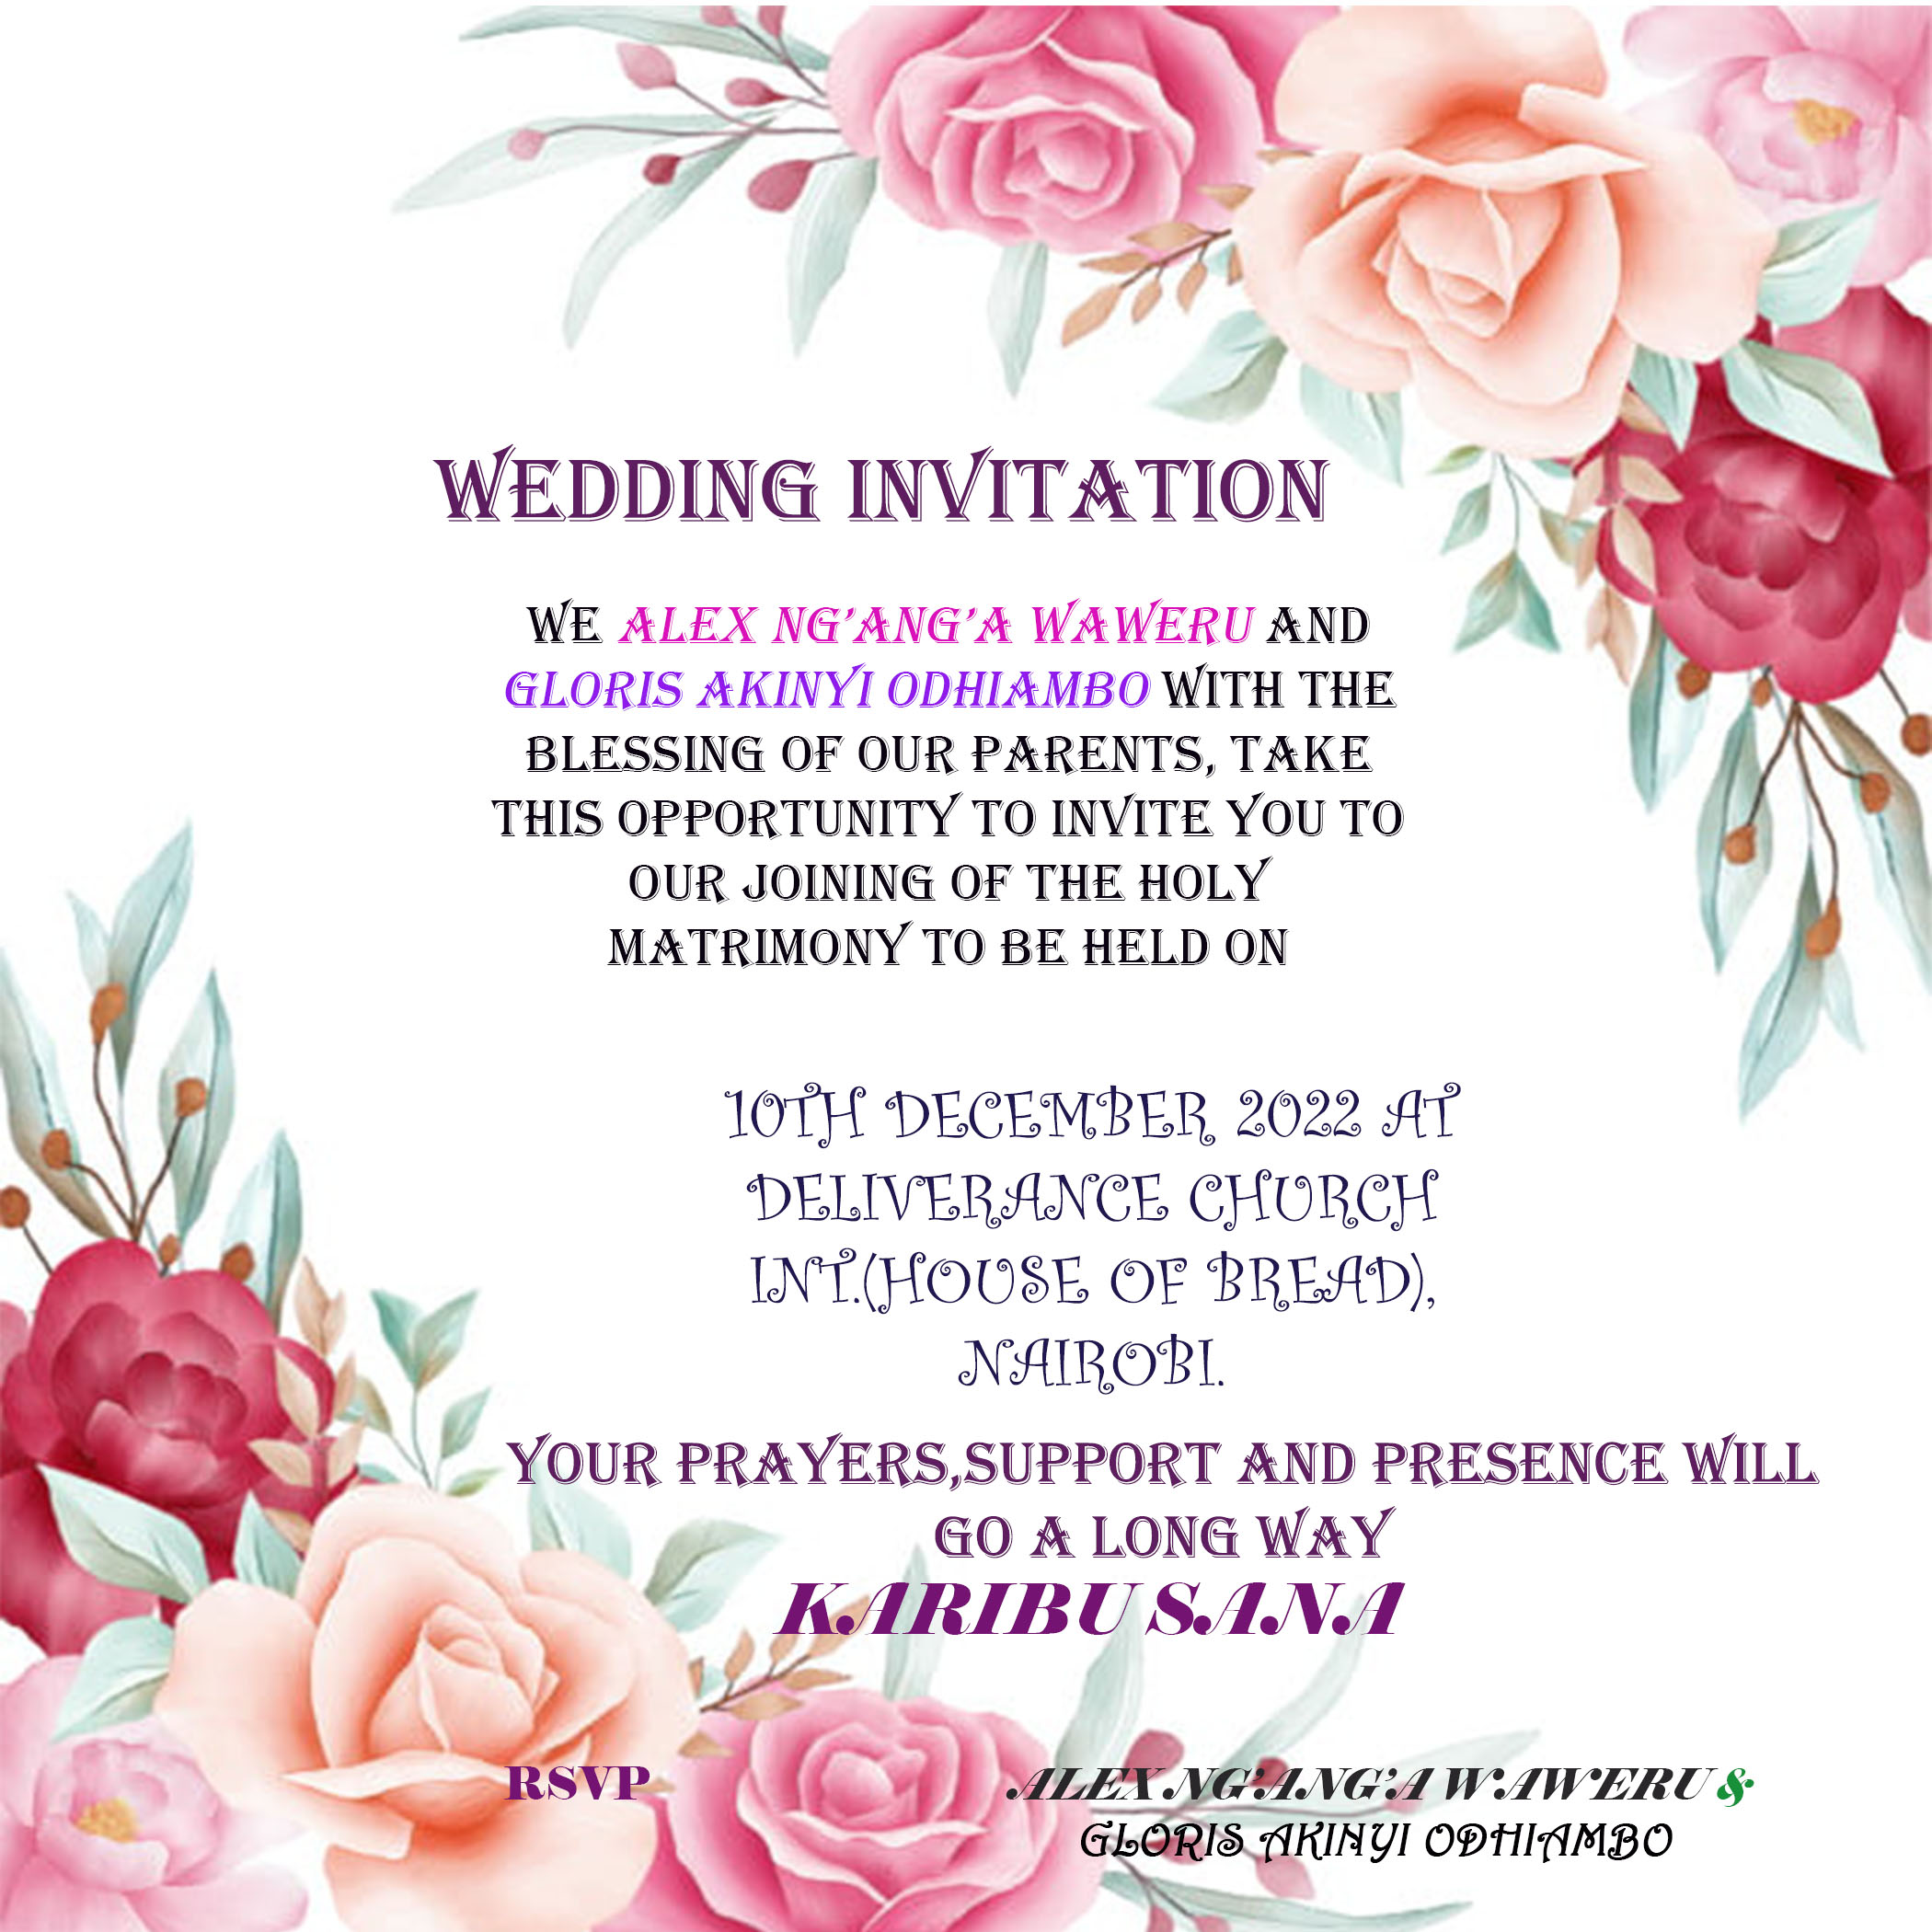 WEDDING INVITATION
WE ALEX NG'ANG'A WAWERU AND
GLORIS AKINYI ODHIAMBO WITH THE
BLESSING OF OUR PARENTS, TAKE
THIS OPPORTUNITY TO INVITE YOU TO
OUR JOINING OF THE HOLY
MATRIMONY TO BE HELD ON
10TH DECEMBER 2022 AT
DELIVERANCE CHURCH
INT.(HOUSE OF BREAD),
NAIROBI.
YOUR PRAYERS,SUPPORT AND PRESENCE WILL
GO A LONG WAY
KARIBU SANA
RSVP
ALEX NG'ANG'A WAWERU &
GLORIS AKINYI ODHIAMBO